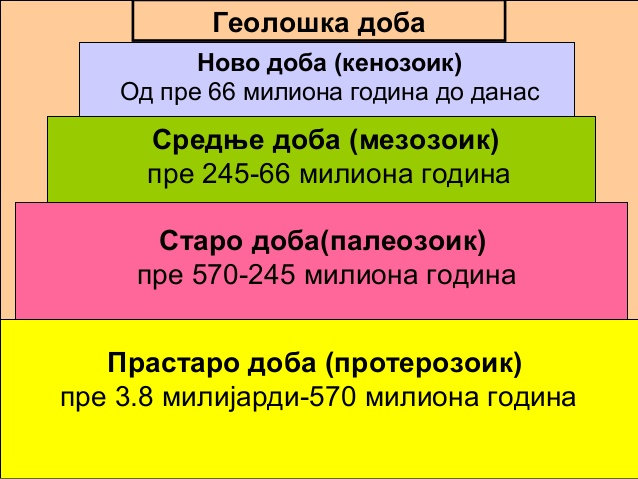 Геолошка доба
Ново доба (кенозоик)
Од пре 66 милиона година до данас
Средње доба (мезозоик)
пре 245-66 милиона година
Старо доба(палеозоик)
пре 570-245 милиона година
Прастаро доба (протерозоик)
пре 3.8 милијарди-570 милиона година